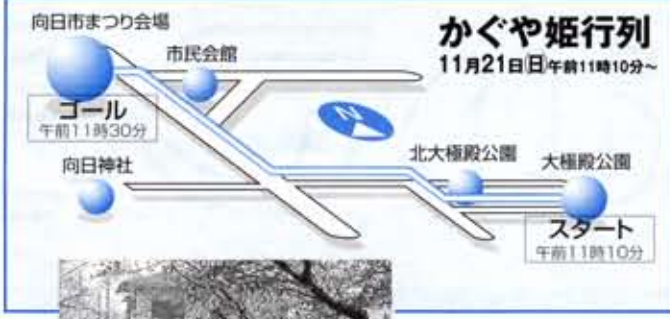 かぐや姫行列
11月21日(日)午前11時10分～
向日市まつり会場
市民会館
ゴール
午前11時30分
N
向日神社
北大極殿公園
大極殿公園
スタート
午前11時10分